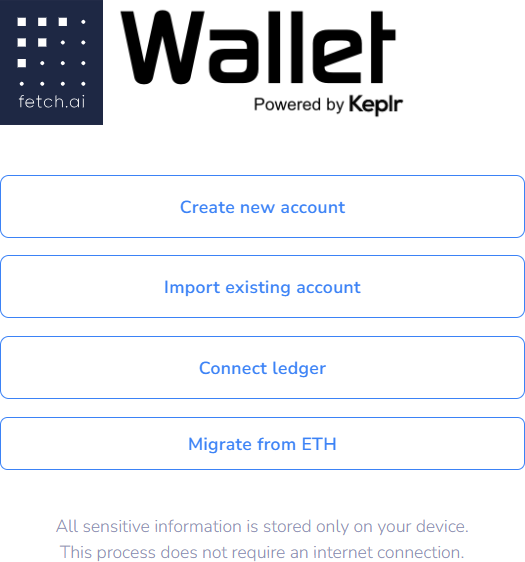 fetch.ai
Wallet
Powered by Keplr
Create new account
Import existing account
Connect ledger
Migrate from ETH
All sensitive information is stored only on your device.
This process does not require an internet connection.